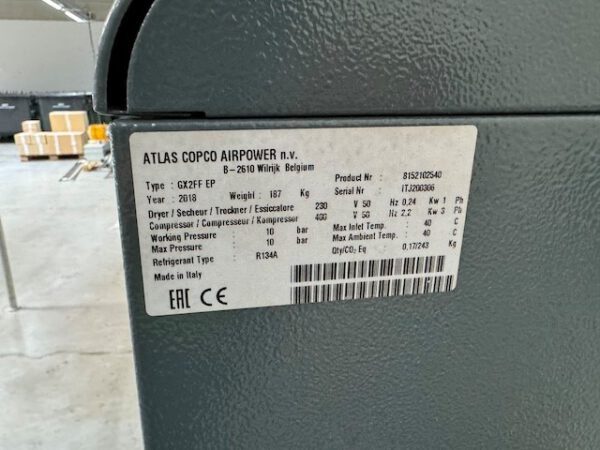 ATLAS COPCO AIRPOWER n.v.
B-2610 Wilrijk Belgium
Type : GX2FF EP Product Nr : 8152102540
Year : 2018 Weight : 187 Kg Serial Nr : ITJ200306
Dryer / Secheur / Trockner / Essiccatore 230 V 50 Hz 0,24 Kw 1 Ph
Compressor / Compresseur / Kompressor 400 V 50 Hz 2,2 Kw 3 Ph
Working Pressure : 10 bar Max Inlet Temp. : 40 C
Max Pressure : 10 bar Max Ambient Temp. : 40 C
Refrigerant Type : R134A Qty/CO2 Eq : 0,17/243 Kg
Made in Italy
EAC CE